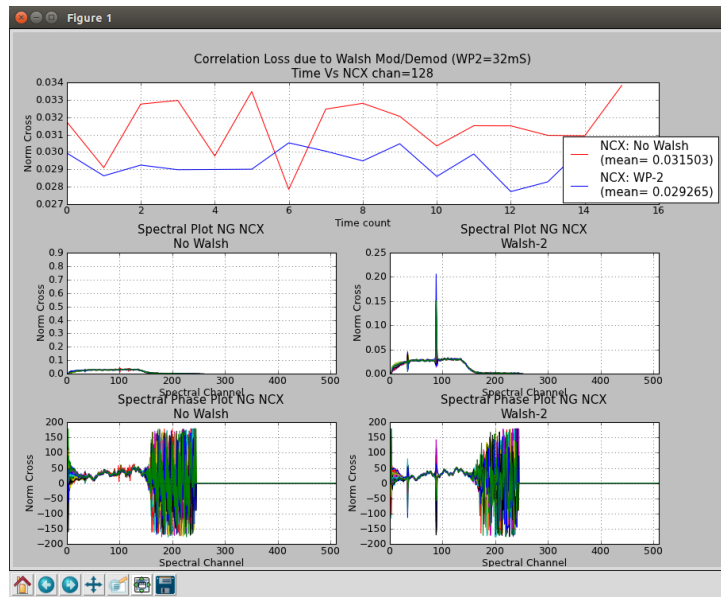 Figure 1
Correlation Loss due to Walsh Mod/Demod (WP2=32mS)
Time Vs NCX chan=128
0.034
0.033
0.032
0.031
0.030
0.029
0.028
0.027
Norm Cross
0 2 4 6 8 10 12 14 16
Time count
NCX: No Walsh
(mean= 0.031503)
NCX: WP-2
(mean= 0.029265)
Spectral Plot NG NCX
No Walsh
0.9
0.8
0.7
0.6
0.5
0.4
0.3
0.2
0.1
0.0
Norm Cross
0 100 200 300 400 500
Spectral Channel
Spectral Plot NG NCX
Walsh-2
0.25
0.20
0.15
0.10
0.05
0.00
Norm Cross
0 100 200 300 400 500
Spectral Channel
Spectral Phase Plot NG NCX
No Walsh
200
150
100
50
0
−50
−100
−150
−200
Norm Cross
0 100 200 300 400 500
Spectral Channel
Spectral Phase Plot NG NCX
Walsh-2
200
150
100
50
0
−50
−100
−150
−200
Norm Cross
0 100 200 300 400 500
Spectral Channel